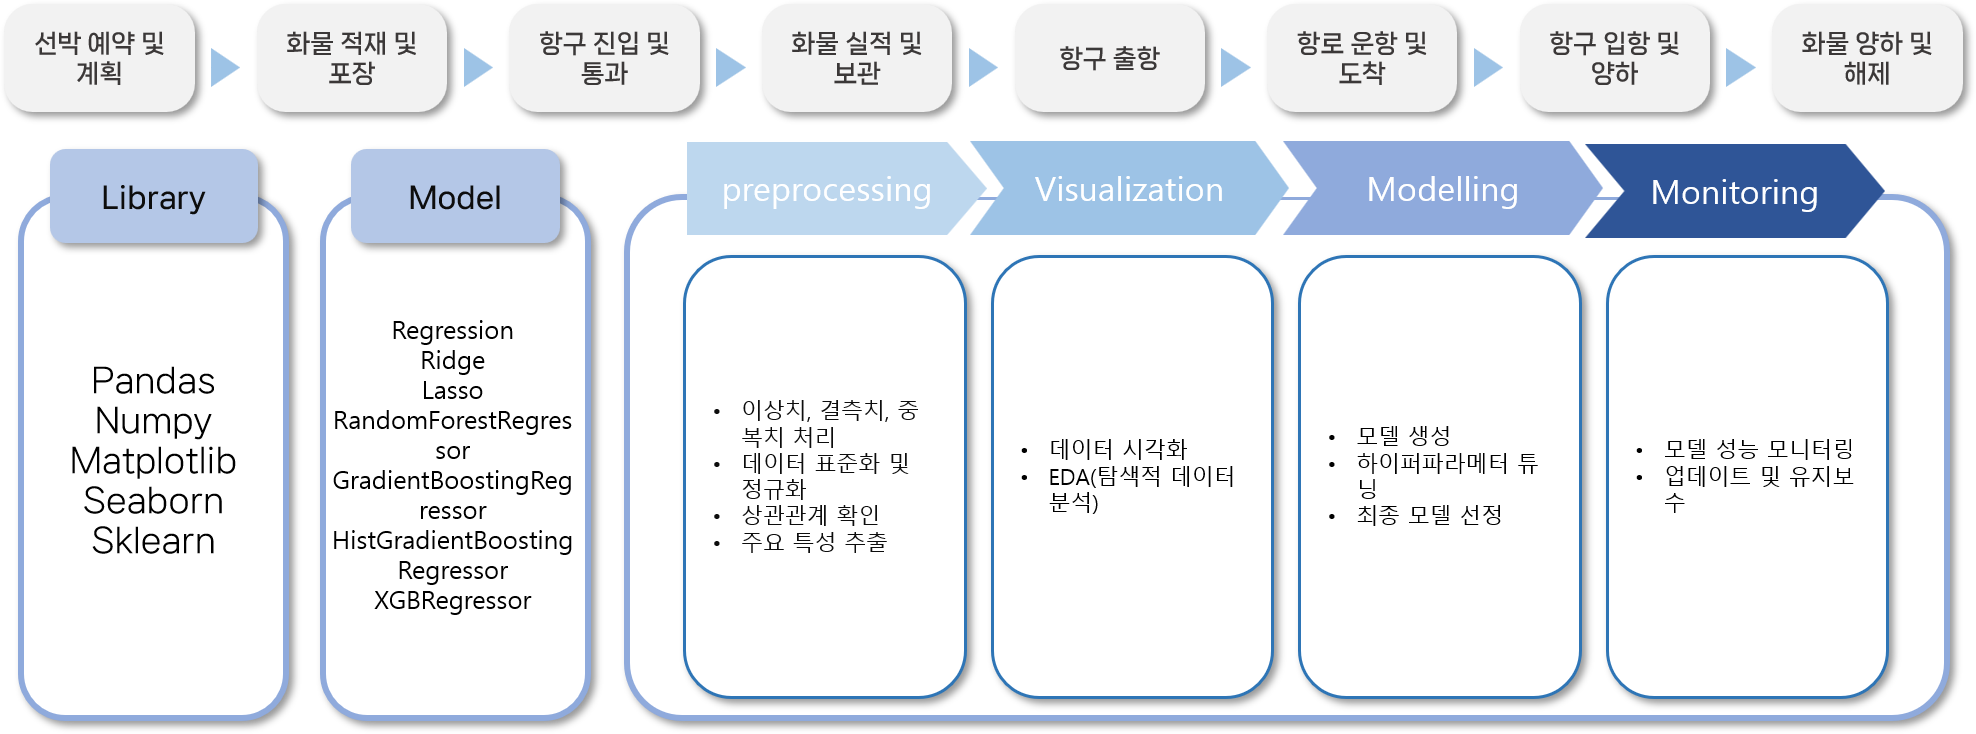 선박 예약 및
계획
화물 적재 및
포장
항구 진입 및
통과
화물 실적 및
보관
항구 출항
항로 운항 및
도착
항구 입항 및
양하
화물 양하 및
해제
Library
Pandas
Numpy
Matplotlib
Seaborn
Sklearn
Model
Regression
Ridge
Lasso
RandomForestRegres
sor
GradientBoostingReg
ressor
HistGradientBoosting
Regressor
XGBRegressor
preprocessing
Visualization
Modelling
Monitoring
• 이상치, 결측치, 중
복치 처리
• 데이터 표준화 및
정규화
• 상관관계 확인
• 주요 특성 추출
• 데이터 시각화
• EDA(탐색적 데이터
분석)
• 모델 생성
• 하이퍼파라메터 튜
닝
• 최종 모델 선정
• 모델 성능 모니터링
• 업데이트 및 유지보
수